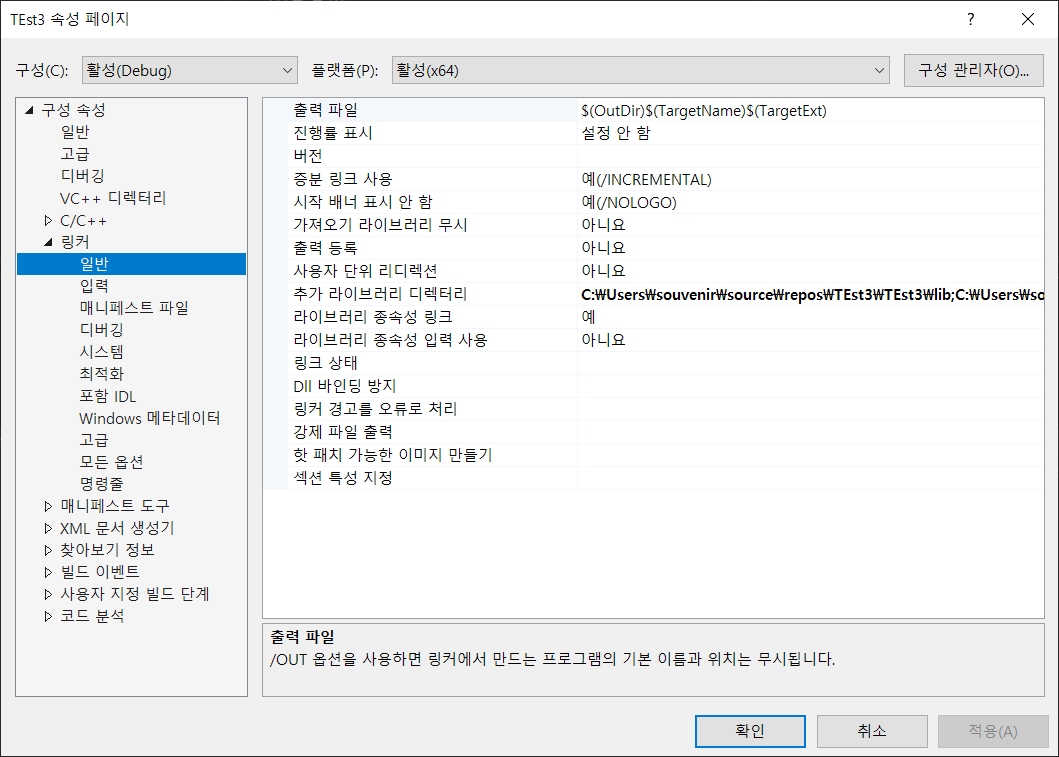 TEst3 속성 페이지
?
구성(C):
활성(Debug)
플랫폼(P):
활성(x64)
구성 관리자(O)...
구성 속성
일반
고급
디버깅
VC++ 디렉터리
C/C++
링커
일반
입력
매니페스트 파일
디버깅
시스템
최적화
포함 IDL
Windows 메타데이터
고급
모든 옵션
명령줄
매니페스트 도구
XML 문서 생성기
찾아보기 정보
빌드 이벤트
사용자 지정 빌드 단계
코드 분석
출력 파일 $(OutDir)$(TargetName)$(TargetExt)
진행률 표시 설정 안 함
버전
증분 링크 사용 예(/INCREMENTAL)
시작 배너 표시 안 함 예(/NOLOGO)
가져오기 라이브러리 무시 아니요
출력 등록 아니요
사용자 단위 리디렉션 아니요
추가 라이브러리 디렉터리 C:₩Users₩souvenir₩source₩repos₩TEst3₩TEst3₩lib;C:₩Users₩so
라이브러리 종속성 링크 예
라이브러리 종속성 입력 사용 아니요
링크 상태
Dll 바인딩 방지
링커 경고를 오류로 처리
강제 파일 출력
핫 패치 가능한 이미지 만들기
섹션 특성 지정
출력 파일
/OUT 옵션을 사용하면 링커에서 만드는 프로그램의 기본 이름과 위치는 무시됩니다.
확인
취소
적용(A)